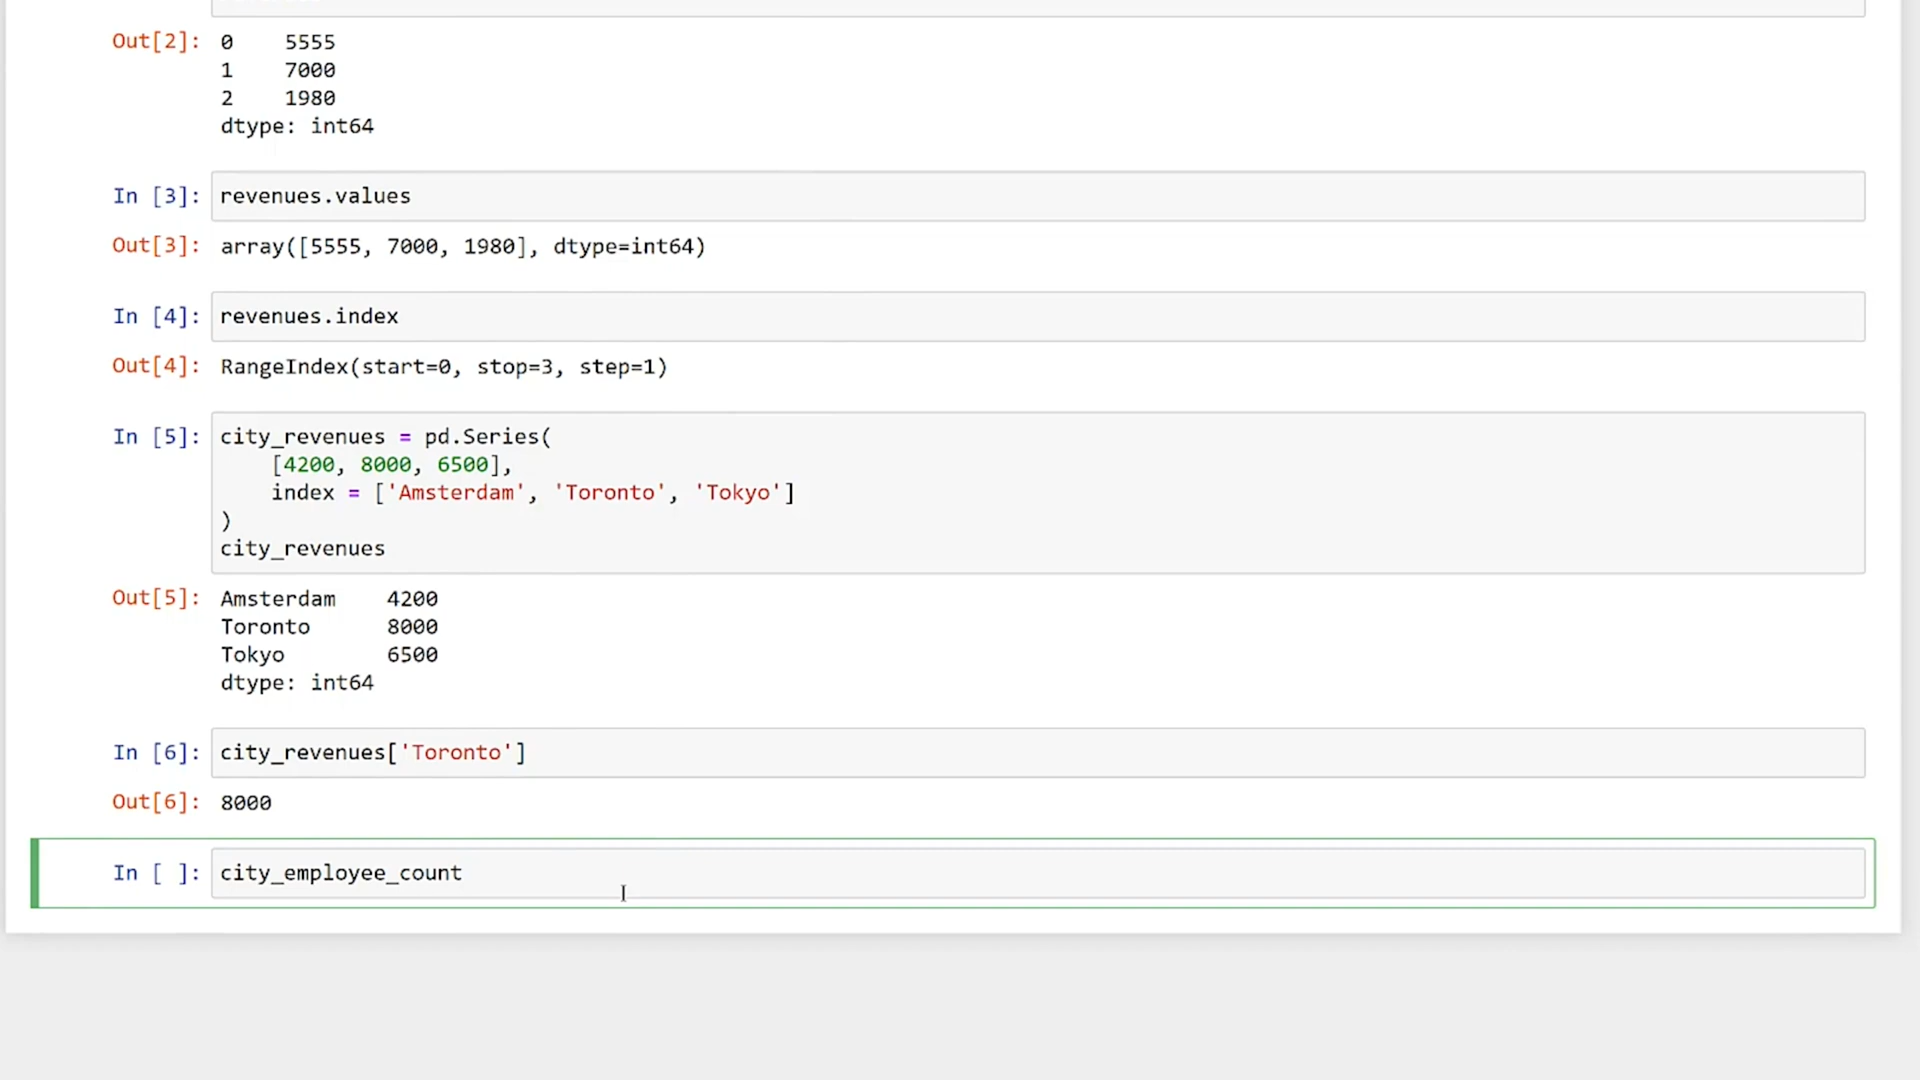 Out[2]: 0    5555
1    7000
2    1980
dtype: int64
In [3]: revenues.values
Out[3]: array([5555, 7000, 1980], dtype=int64)
In [4]: revenues.index
Out[4]: RangeIndex(start=0, stop=3, step=1)
In [5]: city_revenues = pd.Series(
    [4200, 8000, 6500],
    index = ['Amsterdam', 'Toronto', 'Tokyo']
)
city_revenues
Out[5]: Amsterdam    4200
Toronto      8000
Tokyo        6500
dtype: int64
In [6]: city_revenues['Toronto']
Out[6]: 8000
In [ ]: city_employee_count